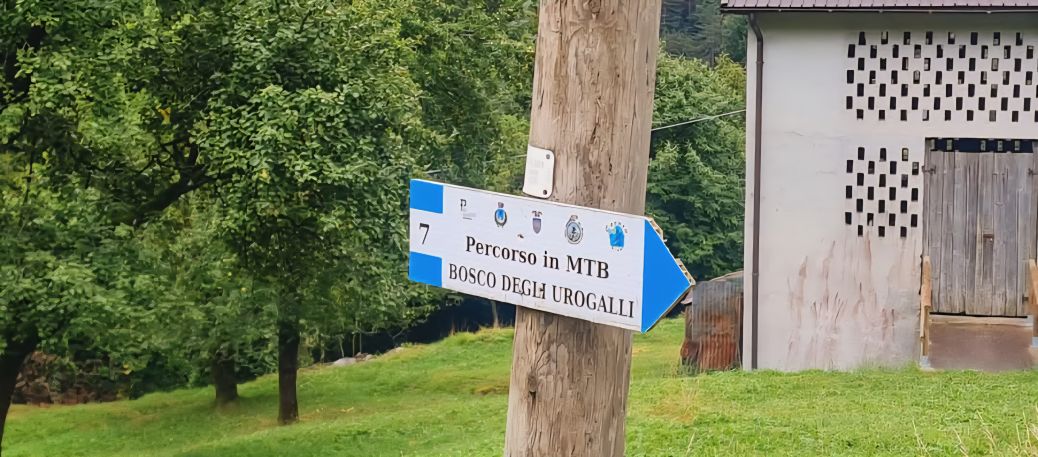 7
Percorso in MTB
BOSCO DEGLI UROGALLI